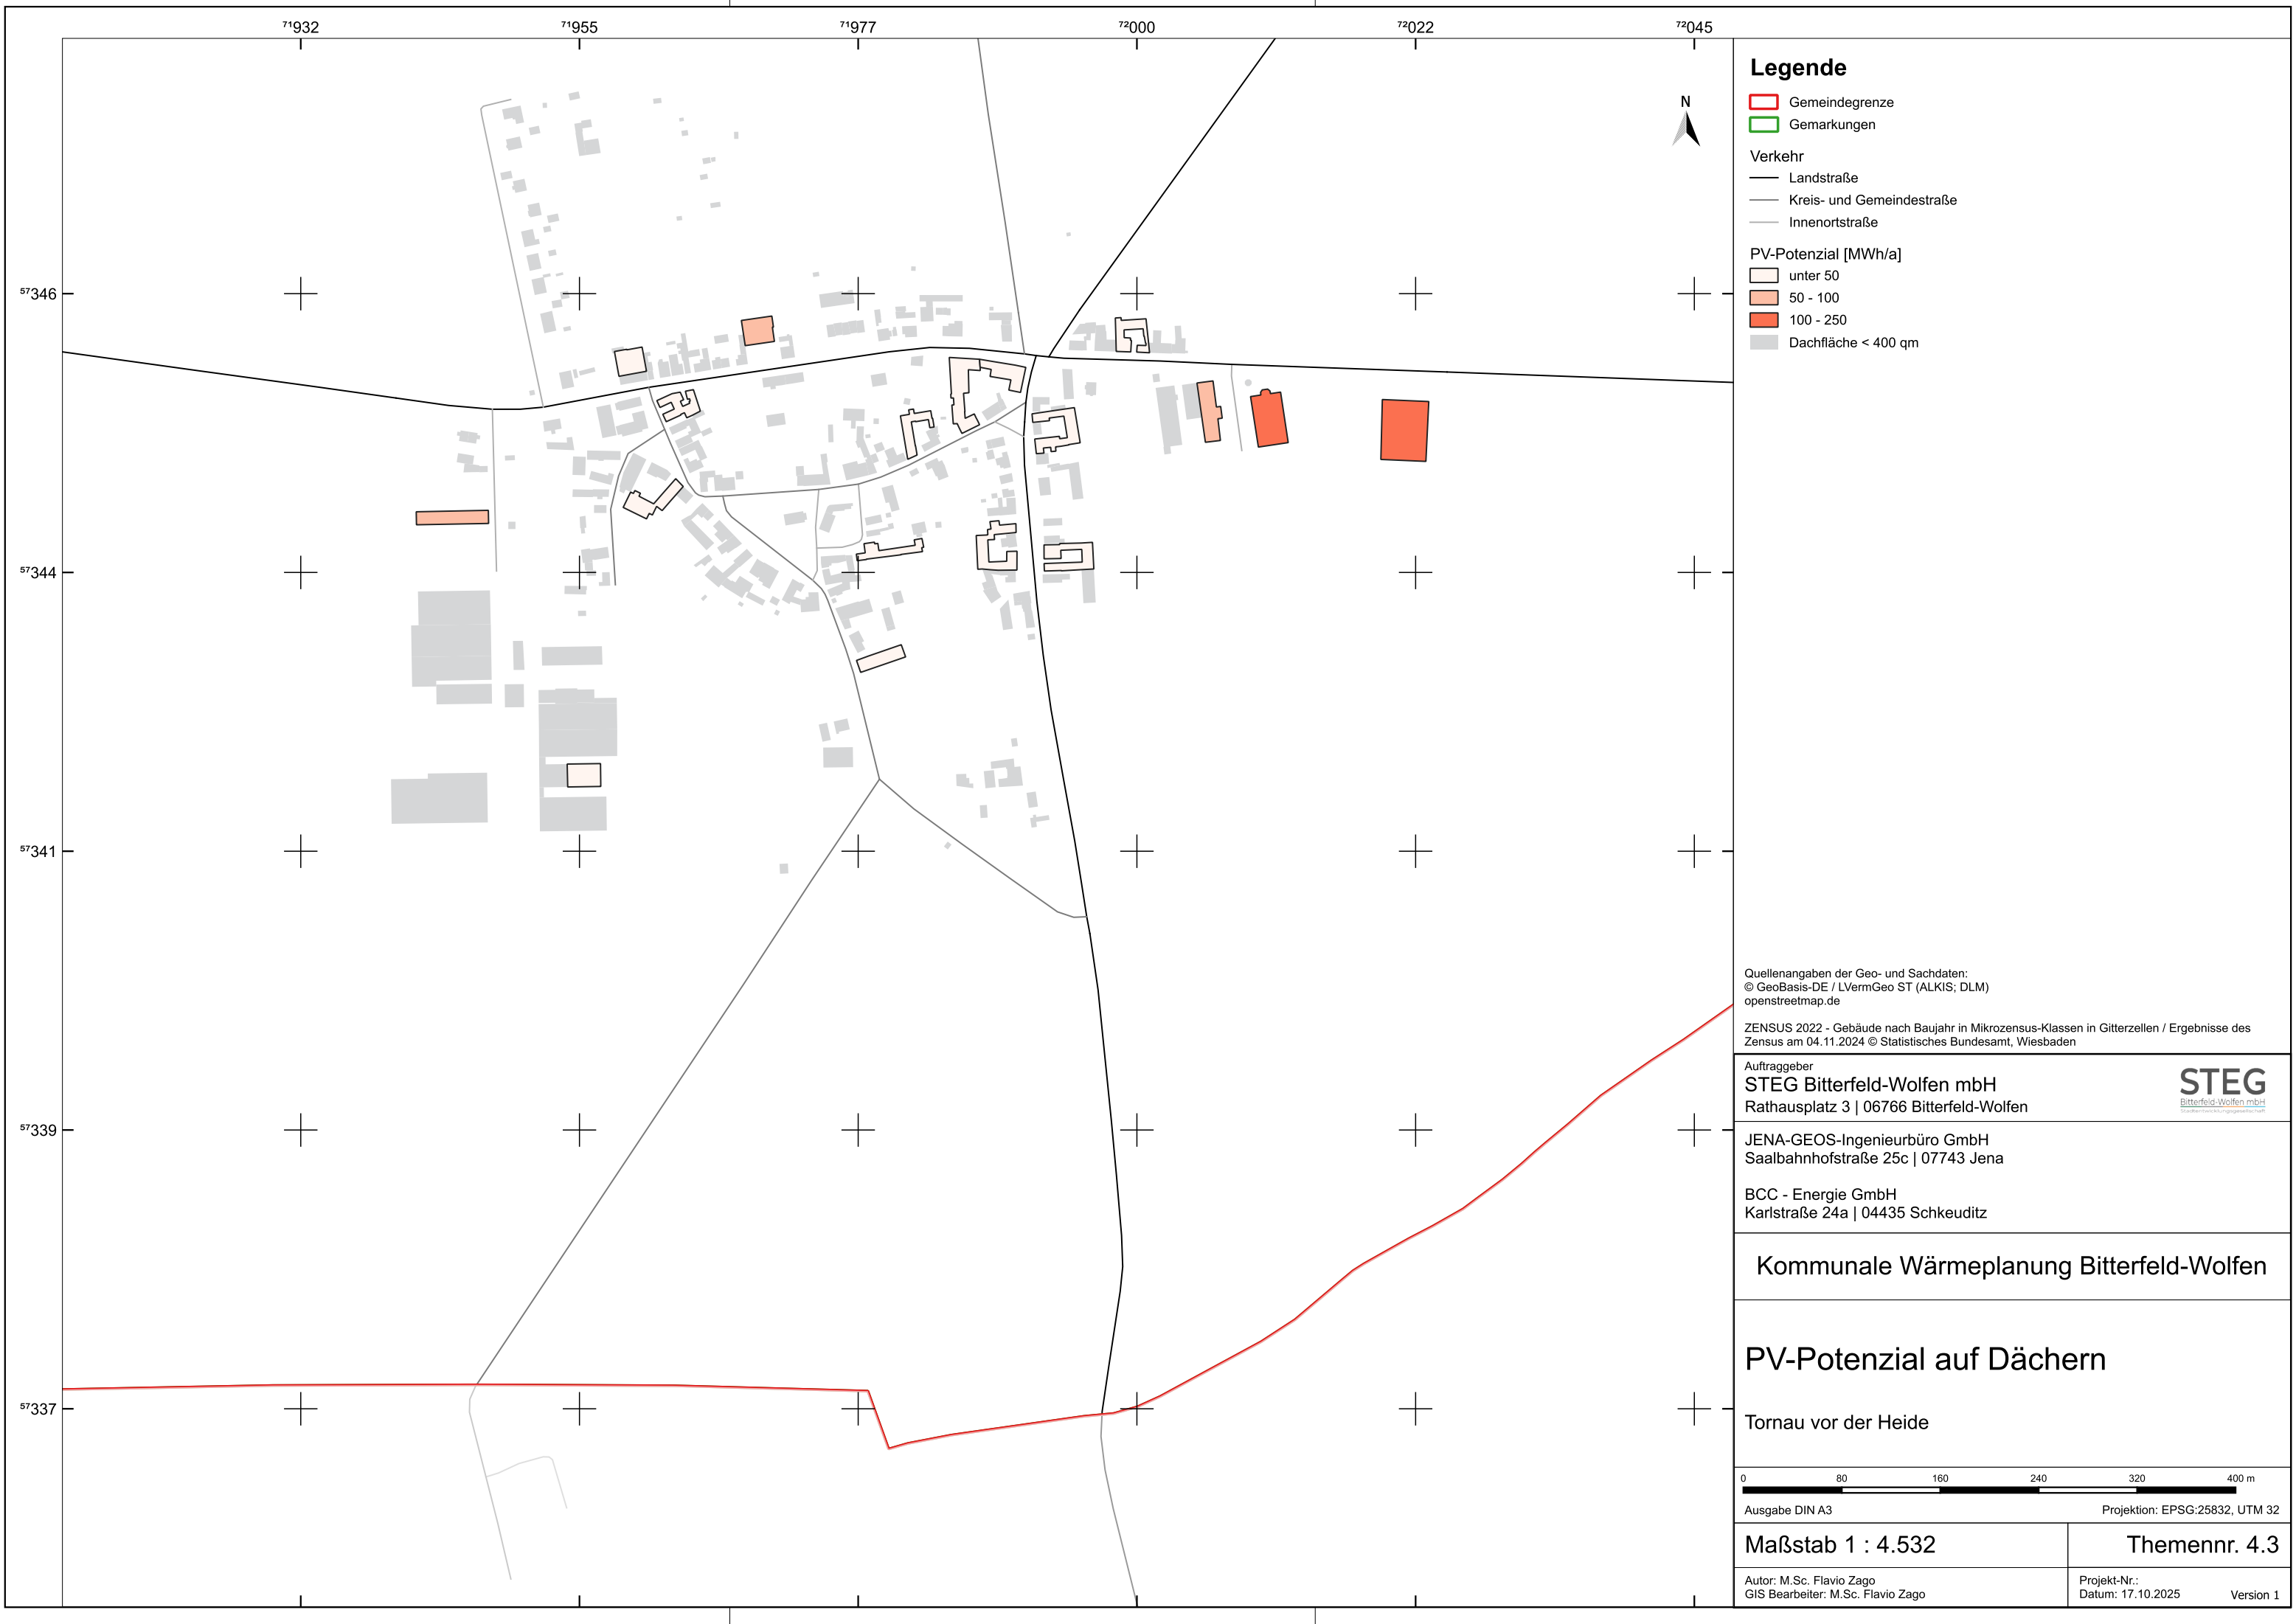 ⁷¹932 ⁷¹955 ⁷¹977 ⁷²000 ⁷²022 ⁷²045
⁵⁷346
⁵⁷344
⁵⁷341
⁵⁷339
⁵⁷337
N
Legende
Gemeindegrenze
Gemarkungen
Verkehr
Landstraße
Kreis- und Gemeindestraße
Innenortstraße
PV-Potenzial [MWh/a]
unter 50
50 - 100
100 - 250
Dachfläche < 400 qm
Quellenangaben der Geo- und Sachdaten:
© GeoBasis-DE / LVermGeo ST (ALKIS; DLM)
openstreetmap.de
ZENSUS 2022 - Gebäude nach Baujahr in Mikrozensus-Klassen in Gitterzellen / Ergebnisse des
Zensus am 04.11.2024 © Statistisches Bundesamt, Wiesbaden
Auftraggeber
STEG Bitterfeld-Wolfen mbH
Rathausplatz 3 | 06766 Bitterfeld-Wolfen
STEG
Bitterfeld-Wolfen mbH
Stadtentwicklungsgesellschaft
JENA-GEOS-Ingenieurbüro GmbH
Saalbahnhofstraße 25c | 07743 Jena
BCC - Energie GmbH
Karlstraße 24a | 04435 Schkeuditz
Kommunale Wärmeplanung Bitterfeld-Wolfen
PV-Potenzial auf Dächern
Tornau vor der Heide
0 80 160 240 320 400 m
Ausgabe DIN A3 Projektion: EPSG:25832, UTM 32
Maßstab 1 : 4.532 Themennr. 4.3
Autor: M.Sc. Flavio Zago
GIS Bearbeiter: M.Sc. Flavio Zago
Projekt-Nr.:
Datum: 17.10.2025 Version 1